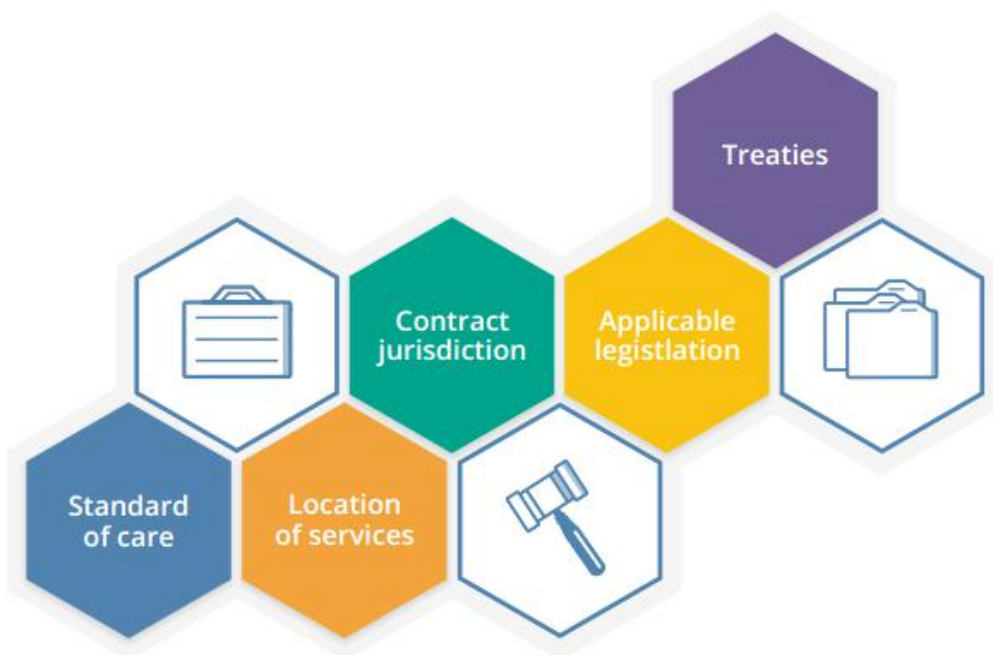 Treaties
Contract
jurisdiction
Applicable
legistlation
Standard
of care
Location
of services